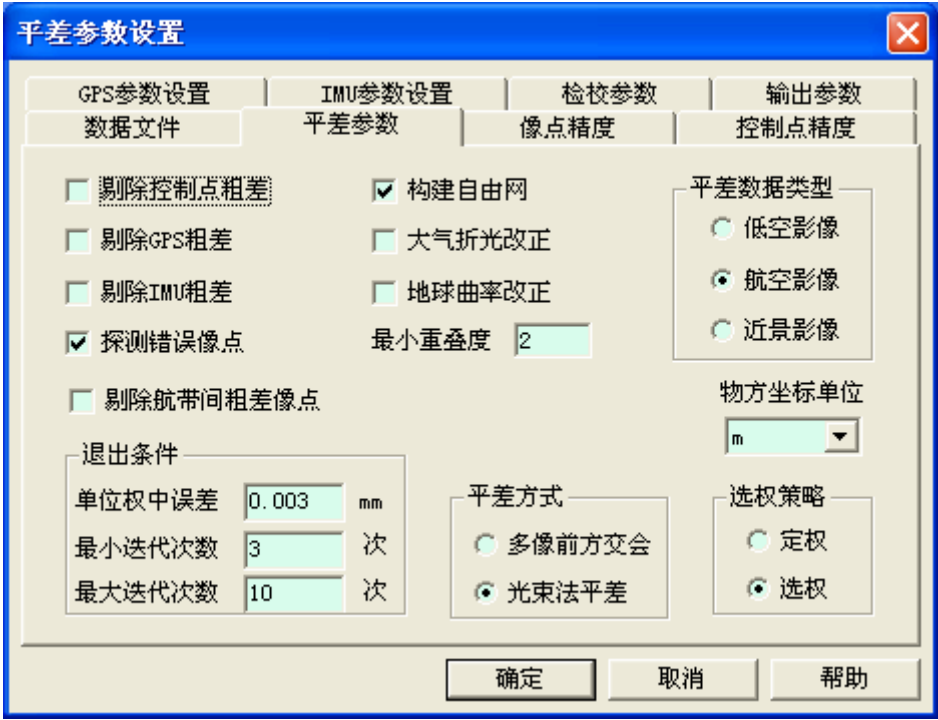 平差参数设置
GPS参数设置 IMU参数设置 检校参数 输出参数
数据文件 平差参数 像点精度 控制点精度
剔除控制点粗差 构建自由网 平差数据类型
剔除GPS粗差 大气折光改正 低空影像
剔除IMU粗差 地球曲率改正 航空影像
探测错误像点 最小重叠度 2 近景影像
剔除航带间粗差像点 物方坐标单位
m
退出条件
单位权中误差 0.003 mm 平差方式 选权策略
最小迭代次数 3 次 多像前方交会 定权
最大迭代次数 10 次 光束法平差 选权
确定 取消 帮助